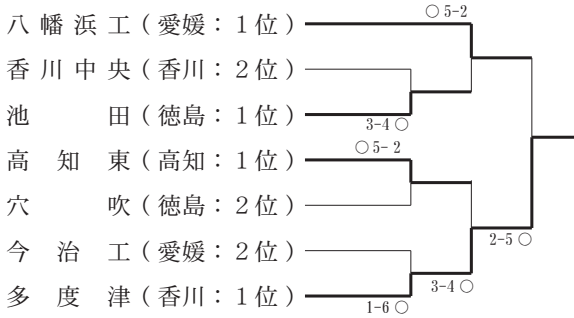 八幡浜工(愛媛:1位)
香川中央(香川:2位)
池田(徳島:1位)
高知東(高知:1位)
穴吹(徳島:2位)
今治工(愛媛:2位)
多度津(香川:1位)
○5-2
3-4○
○5-2
1-6○
3-4○
2-5○